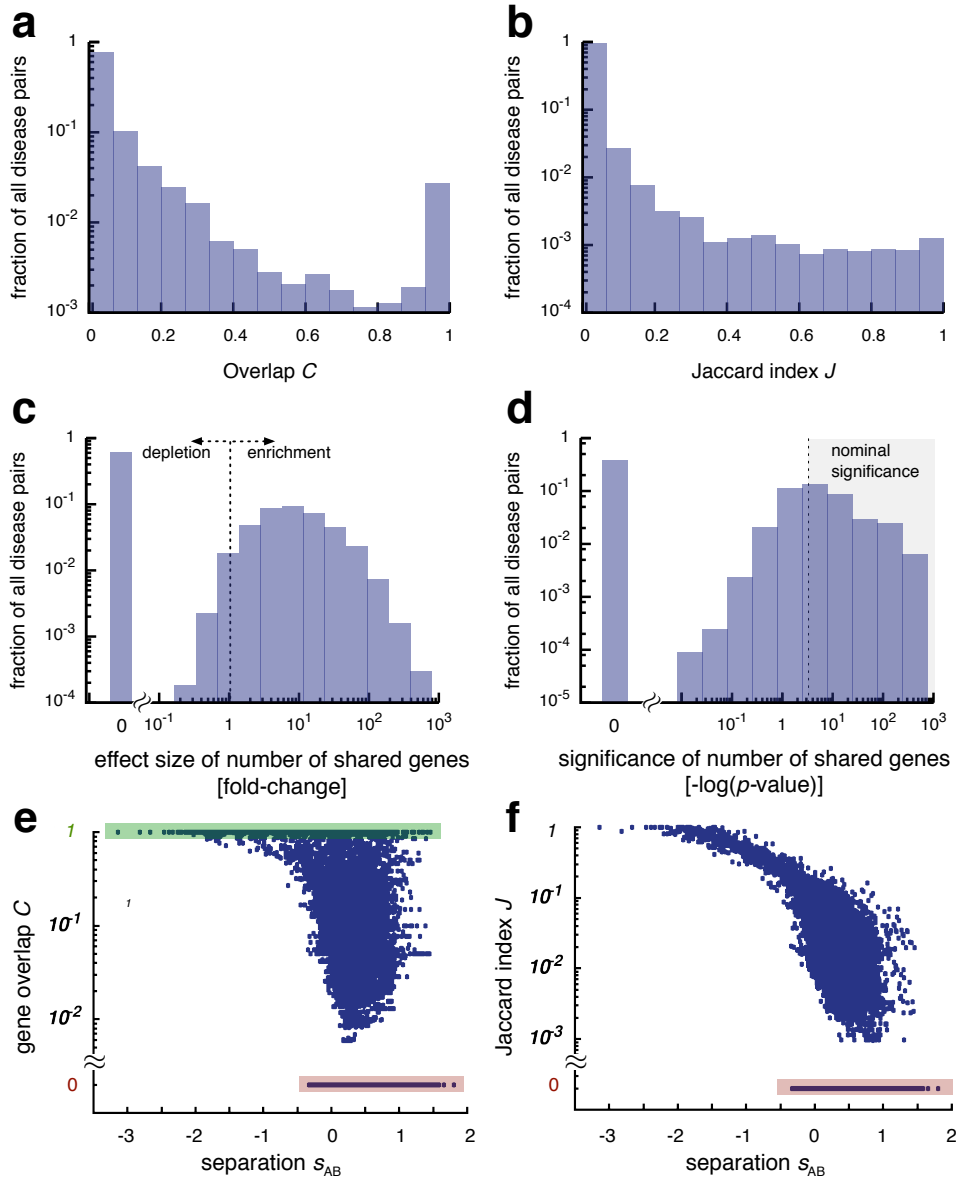 a
fraction of all disease pairs
1
10-1
10-2
10-3
0 0.2 0.4 0.6 0.8 1
Overlap C
b
fraction of all disease pairs
1
10-1
10-2
10-3
10-4
0 0.2 0.4 0.6 0.8 1
Jaccard index J
c
fraction of all disease pairs
1
10-1
10-2
10-3
10-4
depletion enrichment
0 10-1 1 101 102 103
effect size of number of shared genes
[fold-change]
d
fraction of all disease pairs
1
10-1
10-2
10-3
10-4
10-5
nominal
significance
0 10-1 1 101 102 103
significance of number of shared genes
[-log(p-value)]
e
gene overlap C
1
1
10-1
10-2
0
-3 -2 -1 0 1 2
separation sAB
f
Jaccard index J
1
10-1
10-2
10-3
0
-3 -2 -1 0 1 2
separation sAB